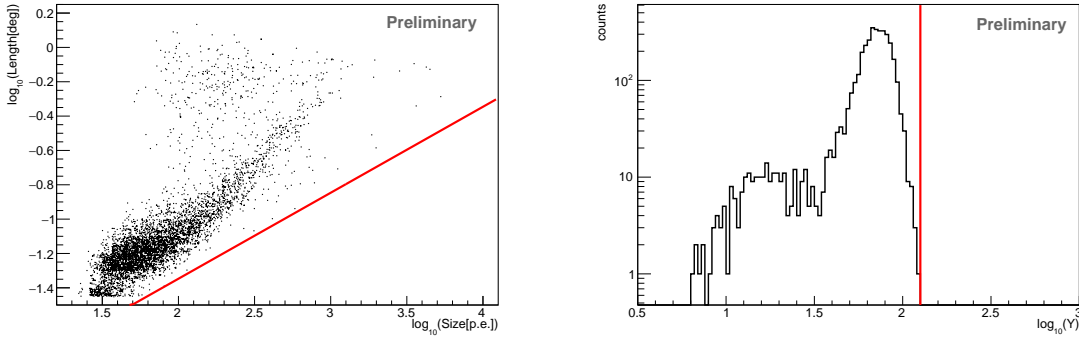 Preliminary
log10(Length[deg])
0.2
0
−0.2
−0.4
−0.6
−0.8
−1
−1.2
−1.4
1.5 2 2.5 3 3.5 4
log10(Size[p.e.])
Preliminary
counts
10²
10
1
0.5 1 1.5 2 2.5 3
log10(Y)